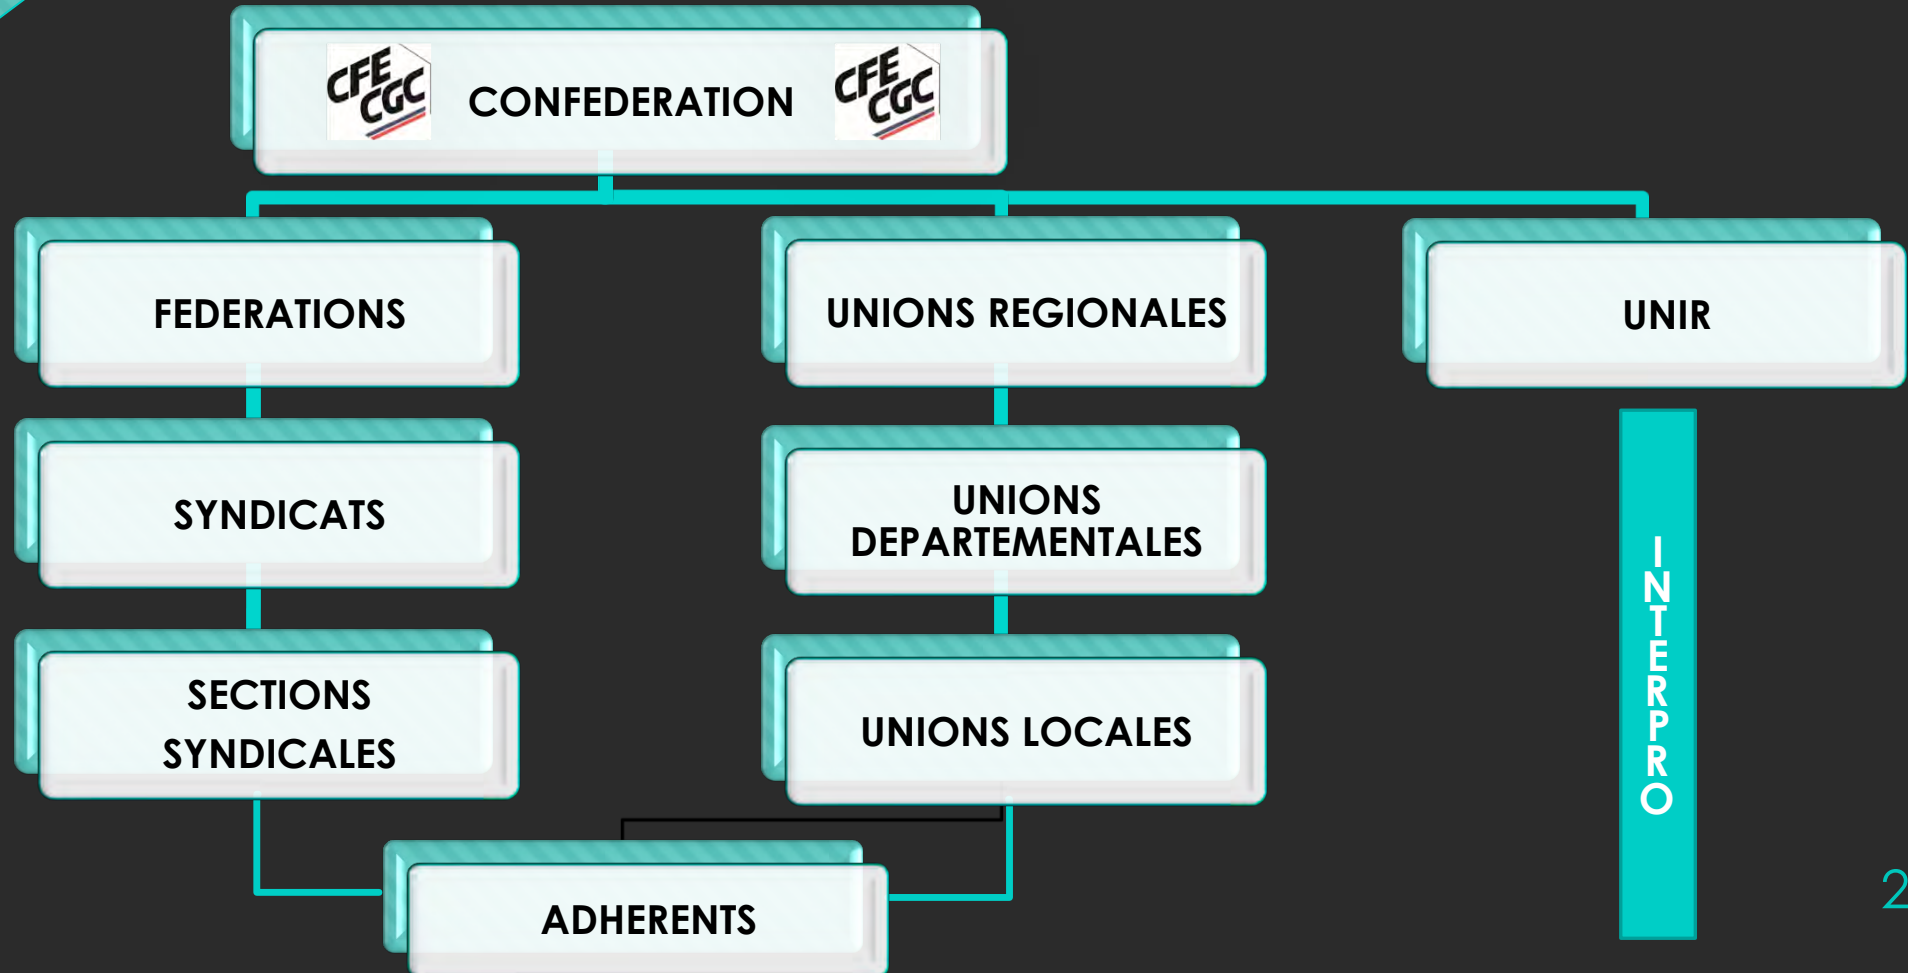 CFE
CGC
CONFEDERATION
CFE
CGC
FEDERATIONS
UNIONS REGIONALES
UNIR
SYNDICATS
UNIONS
DEPARTEMENTALES
SECTIONS
SYNDICALES
UNIONS LOCALES
INTERPRO
ADHERENTS
2